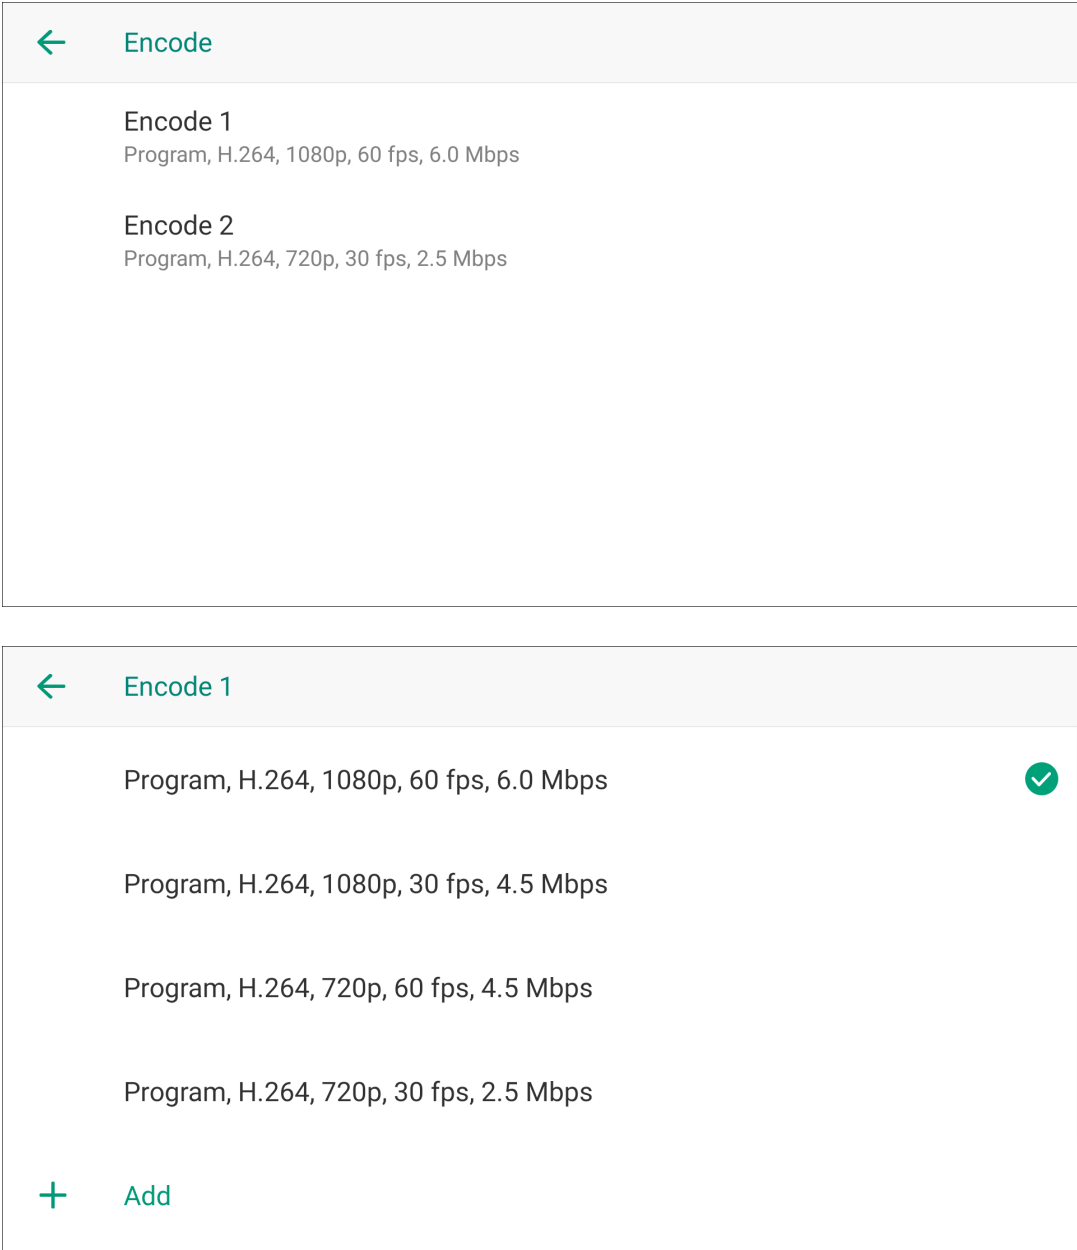 Encode
Encode 1
Program, H.264, 1080p, 60 fps, 6.0 Mbps
Encode 2
Program, H.264, 720p, 30 fps, 2.5 Mbps
Encode 1
Program, H.264, 1080p, 60 fps, 6.0 Mbps
Program, H.264, 1080p, 30 fps, 4.5 Mbps
Program, H.264, 720p, 60 fps, 4.5 Mbps
Program, H.264, 720p, 30 fps, 2.5 Mbps
Add